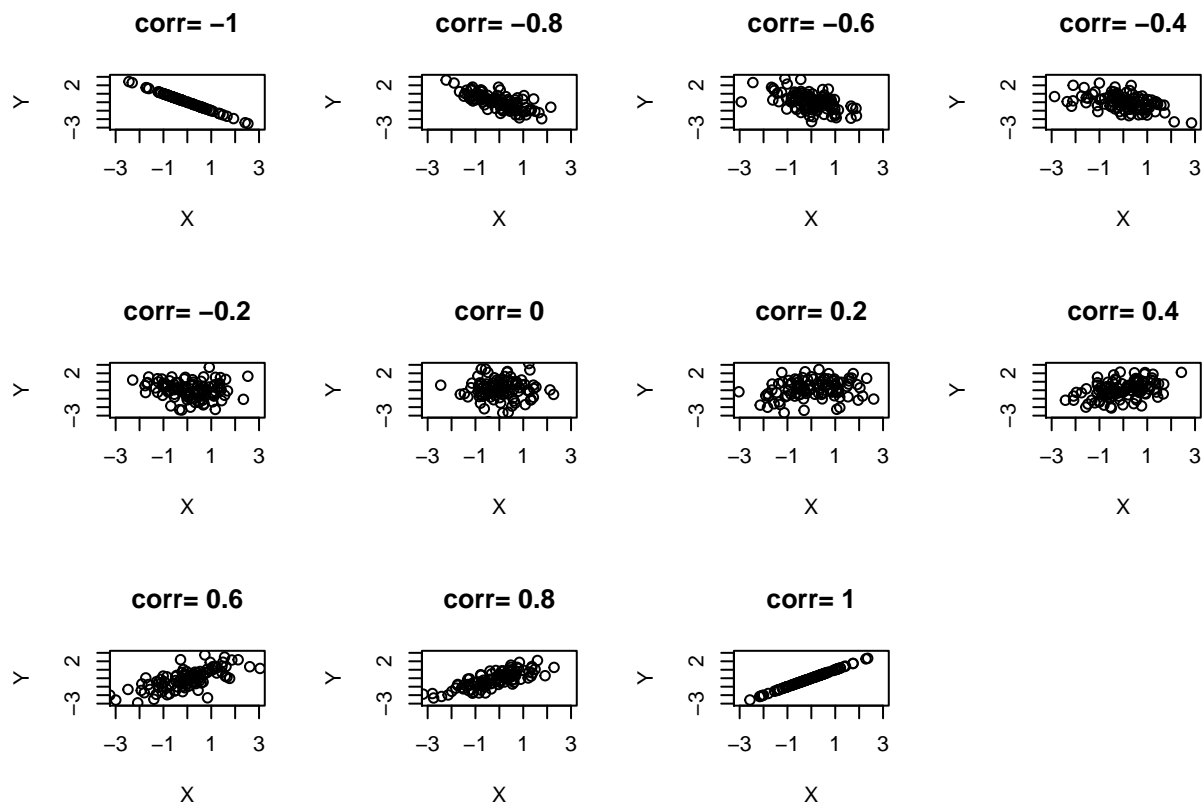 corr= −1
Y
2
−3
−3 −1 1 3
X
corr= −0.8
Y
2
−3
−3 −1 1 3
X
corr= −0.6
Y
2
−3
−3 −1 1 3
X
corr= −0.4
Y
2
−3
−3 −1 1 3
X
corr= −0.2
Y
2
−3
−3 −1 1 3
X
corr= 0
Y
2
−3
−3 −1 1 3
X
corr= 0.2
Y
2
−3
−3 −1 1 3
X
corr= 0.4
Y
2
−3
−3 −1 1 3
X
corr= 0.6
Y
2
−3
−3 −1 1 3
X
corr= 0.8
Y
2
−3
−3 −1 1 3
X
corr= 1
Y
2
−3
−3 −1 1 3
X